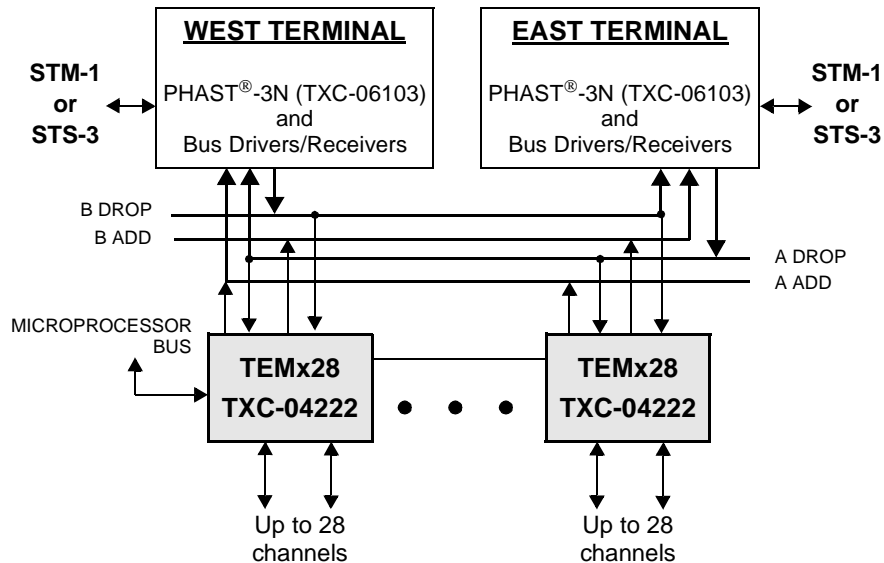 WEST TERMINAL
PHAST®-3N (TXC-06103)
and
Bus Drivers/Receivers
EAST TERMINAL
PHAST®-3N (TXC-06103)
and
Bus Drivers/Receivers
STM-1
or
STS-3
STM-1
or
STS-3
B DROP
B ADD
A DROP
A ADD
MICROPROCESSOR
BUS
TEMx28
TXC-04222
TEMx28
TXC-04222
Up to 28
channels
Up to 28
channels